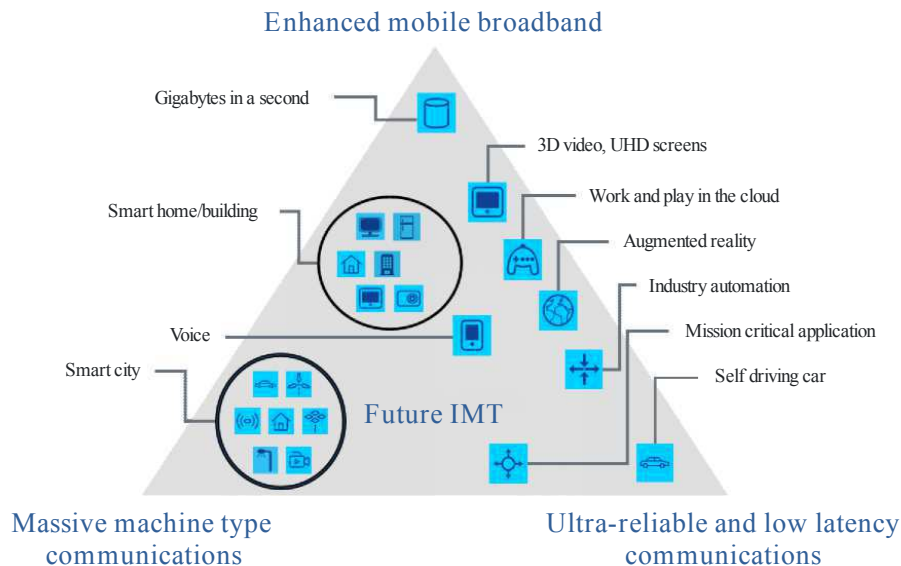 Enhanced mobile broadband
Gigabytes in a second
3D video, UHD screens
Work and play in the cloud
Smart home/building
Augmented reality
Industry automation
Voice
Mission critical application
Smart city
Self driving car
Future IMT
Massive machine type
communications
Ultra-reliable and low latency
communications